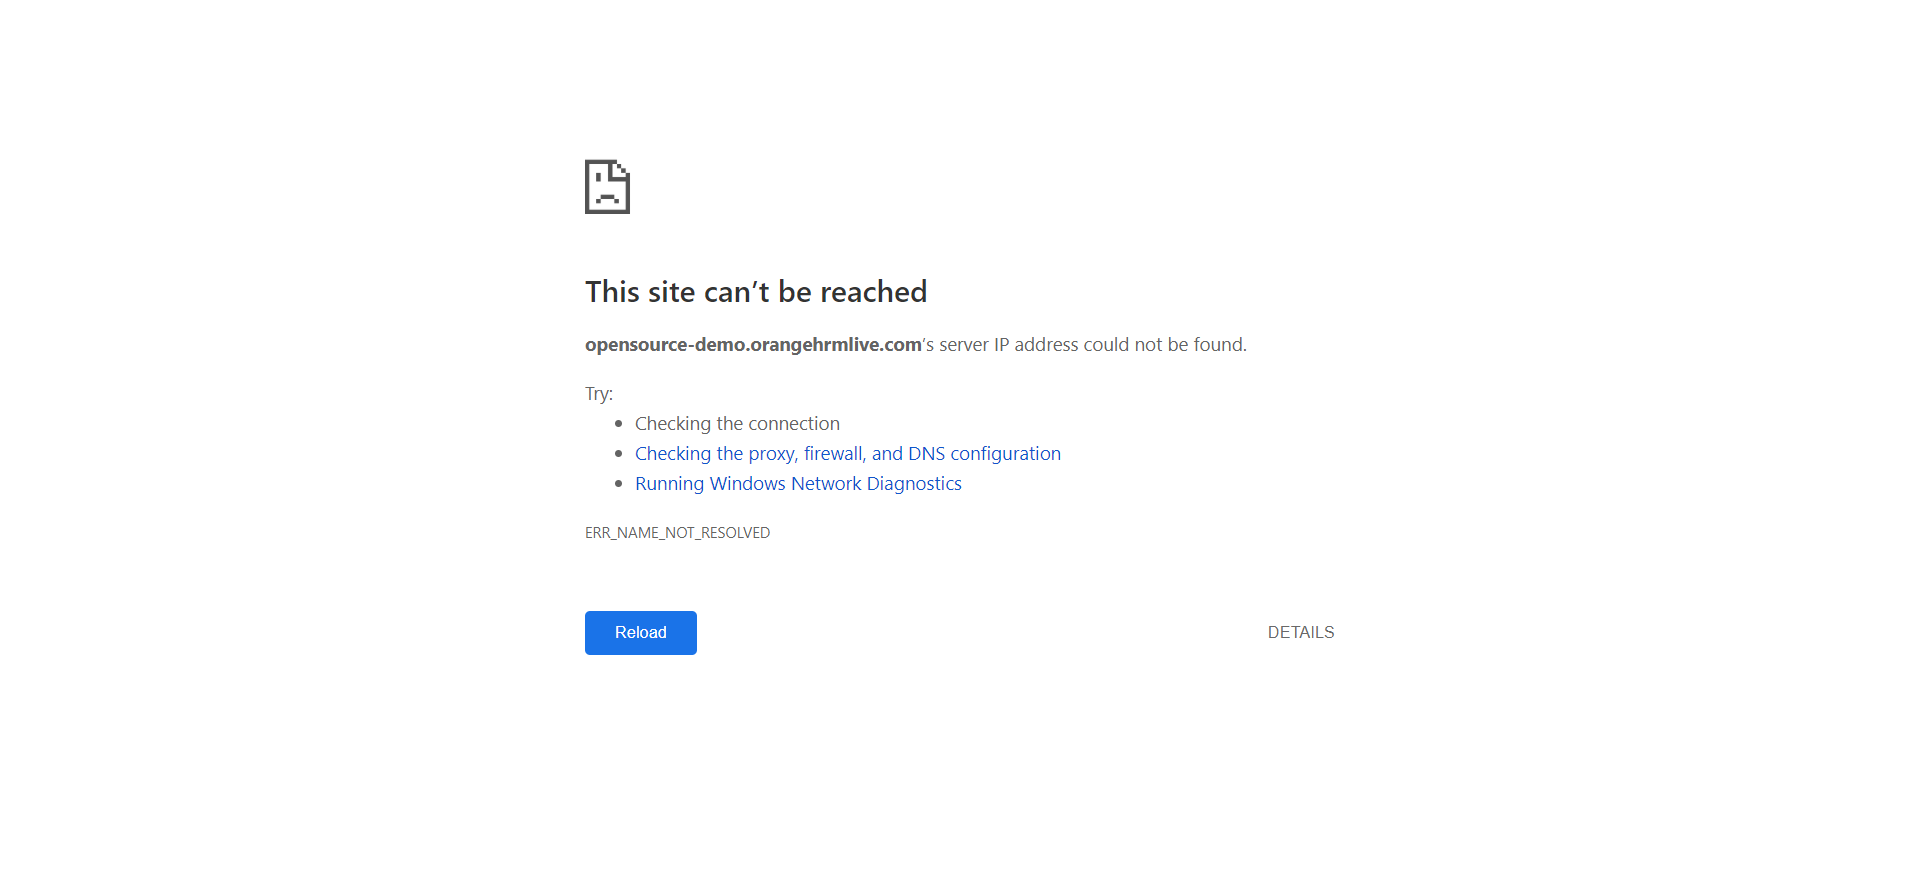 This site can’t be reached
opensource-demo.orangehrmlive.com’s server IP address could not be found.
Try:
Checking the connection
Checking the proxy, firewall, and DNS configuration
Running Windows Network Diagnostics
ERR_NAME_NOT_RESOLVED
Reload
DETAILS